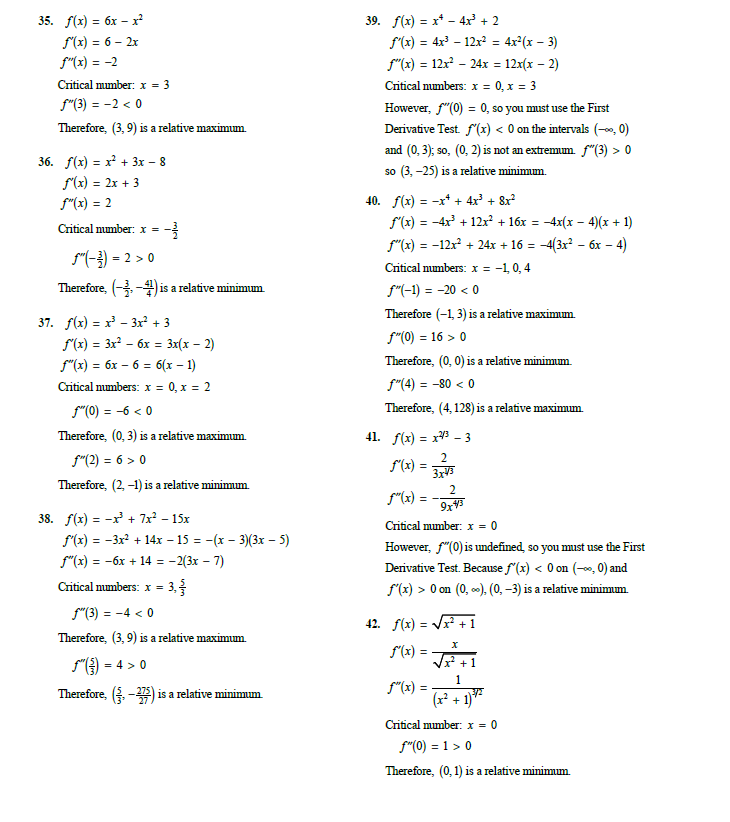 35. f(x) = 6x − x²
f′(x) = 6 − 2x
f″(x) = −2
Critical number: x = 3
f″(3) = −2 < 0
Therefore, (3, 9) is a relative maximum.
36. f(x) = x² + 3x − 8
f′(x) = 2x + 3
f″(x) = 2
Critical number: x = −3/2
f″(−3/2) = 2 > 0
Therefore, (−3/2, −41/4) is a relative minimum.
37. f(x) = x³ − 3x² + 3
f′(x) = 3x² − 6x = 3x(x − 2)
f″(x) = 6x − 6 = 6(x − 1)
Critical numbers: x = 0, x = 2
f″(0) = −6 < 0
Therefore, (0, 3) is a relative maximum.
f″(2) = 6 > 0
Therefore, (2, −1) is a relative minimum.
38. f(x) = −x³ + 7x² − 15x
f′(x) = −3x² + 14x − 15 = −(x − 3)(3x − 5)
f″(x) = −6x + 14 = −2(3x − 7)
Critical numbers: x = 3, 5/3
f″(3) = −4 < 0
Therefore, (3, 9) is a relative maximum.
f″(5/3) = 4 > 0
Therefore, (5/3, −275/27) is a relative minimum.
39. f(x) = x⁴ − 4x³ + 2
f′(x) = 4x³ − 12x² = 4x²(x − 3)
f″(x) = 12x² − 24x = 12x(x − 2)
Critical numbers: x = 0, x = 3
However, f″(0) = 0, so you must use the First
Derivative Test. f′(x) < 0 on the intervals (−∞, 0)
and (0, 3); so, (0, 2) is not an extremum. f″(3) > 0
so (3, −25) is a relative minimum.
40. f(x) = −x⁴ + 4x³ + 8x²
f′(x) = −4x³ + 12x² + 16x = −4x(x − 4)(x + 1)
f″(x) = −12x² + 24x + 16 = −4(3x² − 6x − 4)
Critical numbers: x = −1, 0, 4
f″(−1) = −20 < 0
Therefore (−1, 3) is a relative maximum.
f″(0) = 16 > 0
Therefore, (0, 0) is a relative minimum.
f″(4) = −80 < 0
Therefore, (4, 128) is a relative maximum.
41. f(x) = x^(2/3) − 3
f′(x) = 2/(3x^(1/3))
f″(x) = −2/(9x^(4/3))
Critical number: x = 0
However, f″(0) is undefined, so you must use the First
Derivative Test. Because f′(x) < 0 on (−∞, 0) and
f′(x) > 0 on (0, ∞), (0, −3) is a relative minimum.
42. f(x) = √(x² + 1)
f′(x) = x/√(x² + 1)
f″(x) = 1/(x² + 1)^(3/2)
Critical number: x = 0
f″(0) = 1 > 0
Therefore, (0, 1) is a relative minimum.